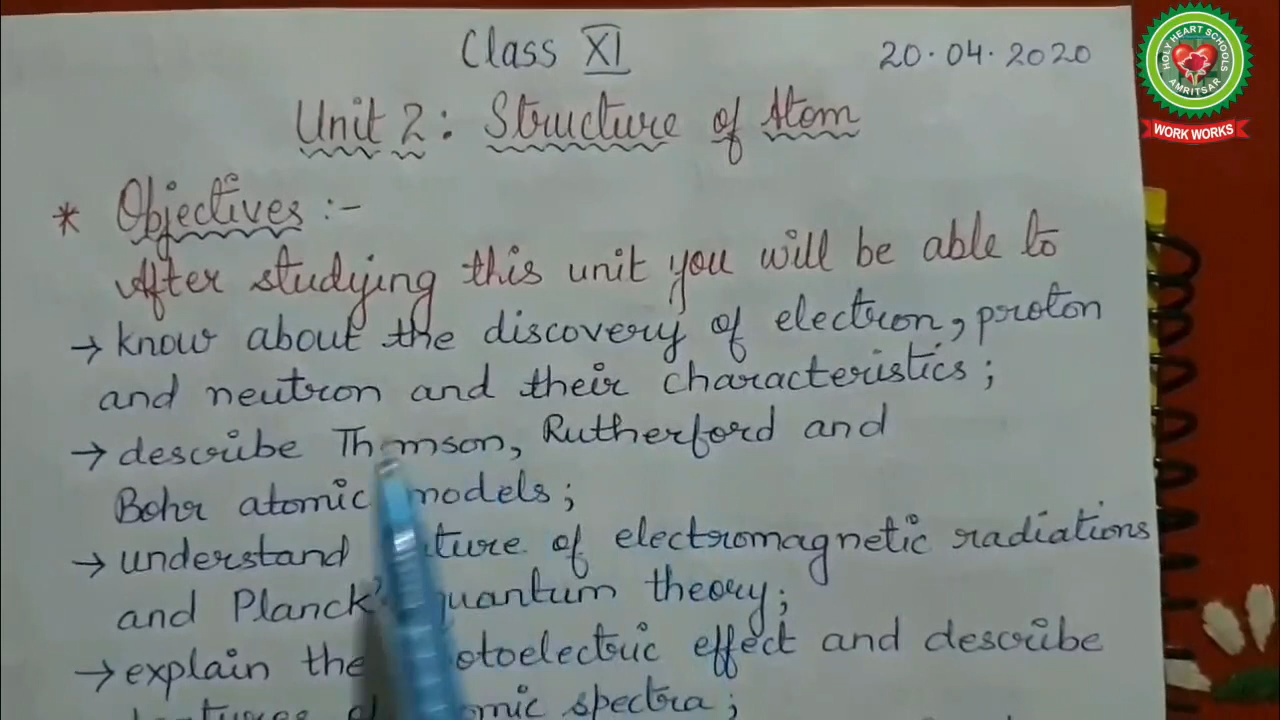 Class XI
20.04.2020
HOLY HEART SCHOOLS
AMRITSAR
WORK WORKS
Unit 2: Structure of Atom
* Objectives :-
After studying this unit you will be able to
→ know about the discovery of electron, proton
and neutron and their characteristics;
→ describe Thomson, Rutherford and
Bohr atomic models;
→ understand of electromagnetic radiations
and quantum theory;
→ explain the effect and describe
spectra;